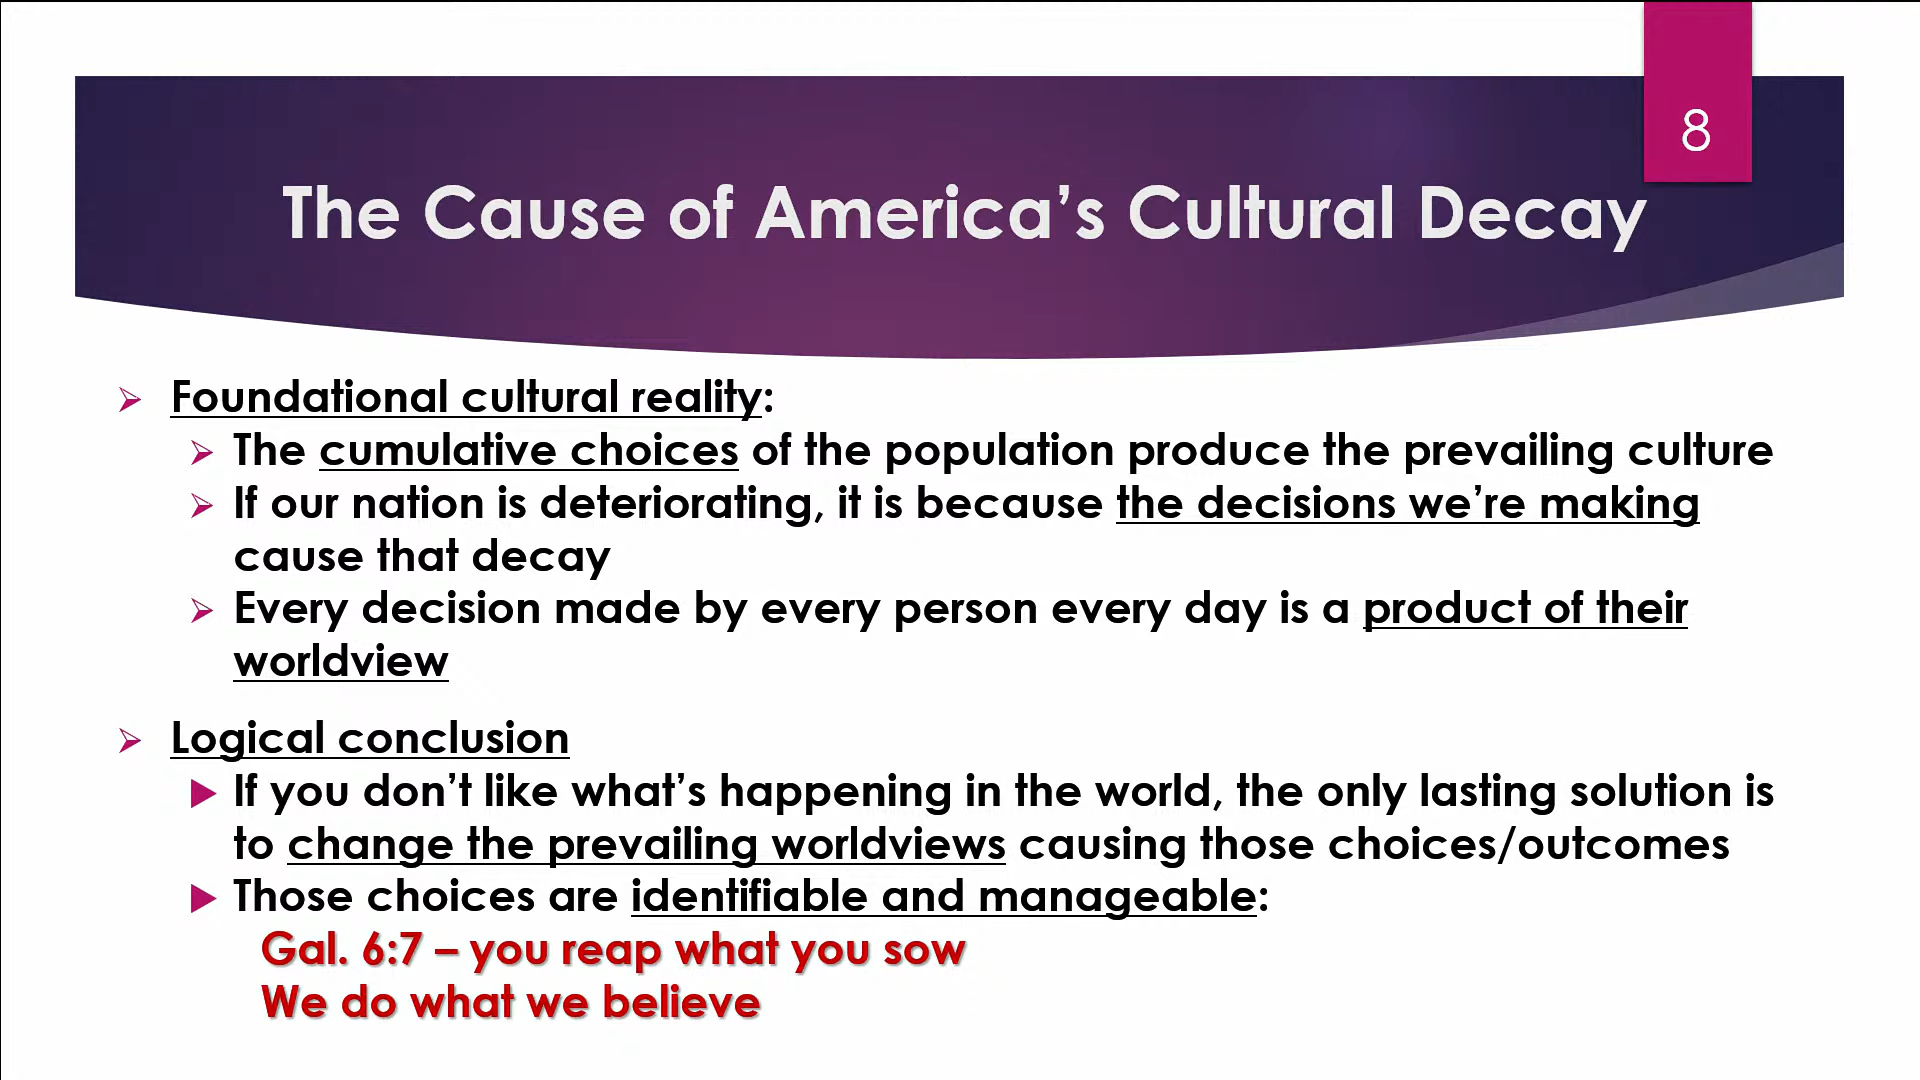 8
The Cause of America’s Cultural Decay
Foundational cultural reality:
The cumulative choices of the population produce the prevailing culture
If our nation is deteriorating, it is because the decisions we’re making
cause that decay
Every decision made by every person every day is a product of their
worldview
Logical conclusion
If you don’t like what’s happening in the world, the only lasting solution is
to change the prevailing worldviews causing those choices/outcomes
Those choices are identifiable and manageable:
Gal. 6:7 – you reap what you sow
We do what we believe